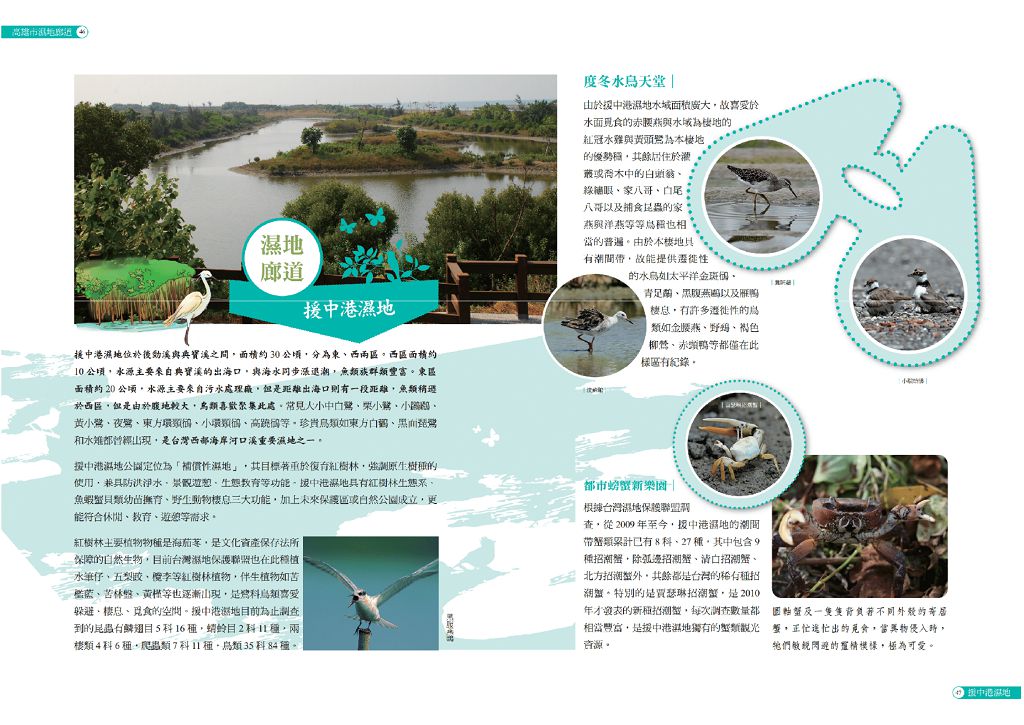 高雄市濕地廊道 46
濕地
廊道
援中港濕地
援中港濕地位於後勁溪與典寶溪之間，面積約 30 公頃，分為東、西兩區。西區面積約
10 公頃，水源主要來自典寶溪的出海口，與海水同步漲退潮，魚類族群類豐富。東區
面積約 20 公頃，水源主要來自污水處理廠，但是距離出海口則有一段距離，魚類稍遜
於西區，但是由於腹地較大，鳥類喜歡聚集此處。常見大小中白鷺、栗小鷺、小鸊鷉、
黃小鷺、夜鷺、東方環頸鴴、小環頸鴴、高蹺鴴等。珍貴鳥類如東方白鸛、黑面琵鷺
和水雉都曾經出現，是台灣西部海岸河口溪重要濕地之一。
援中港濕地公園定位為「補償性濕地」，其目標著重於復育紅樹林，強調原生樹種的
使用，兼具防洪淨水、景觀遊憩、生態教育等功能。援中港濕地具有紅樹林生態系、
魚蝦蟹貝類幼苗撫育、野生動物棲息三大功能，加上未來保護區或自然公園成立，更
能符合休閒、教育、遊憩等需求。
紅樹林主要植物物種是海茄苳，是文化資產保存法所
保障的自然生物，目前台灣濕地保護聯盟也在此種植
水筆仔、五梨跤、欖李等紅樹林植物，伴生植物如苦
檻藍、苦林盤、黃槿等也逐漸出現，是鷺科鳥類喜愛
躲避、棲息、覓食的空間。援中港濕地目前為止調查
到的昆蟲有鱗翅目 5 科 16 種，蜻蛉目 2 科 11 種，兩
棲類 4 科 6 種，爬蟲類 7 科 11 種，鳥類 35 科 84 種。
黑腹燕鷗
度冬水鳥天堂｜
由於援中港濕地水域面積廣大，故喜愛於
水面覓食的赤腰燕與水域為棲地的
紅冠水雞與黃頭鷺為本棲地
的優勢種，其餘居住於灌
叢或喬木中的白頭翁、
綠繡眼、家八哥、白尾
八哥以及捕食昆蟲的家
燕與洋燕等等鳥種也相
當的普遍。由於本棲地具
有潮間帶，故能提供遷徙性
的水鳥如太平洋金斑鴴、
青足鷸、黑腹燕鷗以及雁鴨
棲息，有許多遷徙性的鳥
類如金腰燕、野鴝、褐色
柳鶯、赤頸鴨等都僅在此
樣區有紀錄。
｜鷹斑鷸｜
｜小環頸鴴｜
｜賈瑟琳招潮蟹｜
都市螃蟹新樂園｜
根據台灣濕地保護聯盟調
查，從 2009 年至今，援中港濕地的潮間
帶蟹類累計已有 8 科、27 種，其中包含 9
種招潮蟹，除弧邊招潮蟹、清白招潮蟹、
北方招潮蟹外，其餘都是台灣的稀有種招
潮蟹。特別的是賈瑟琳招潮蟹，是 2010
年才發表的新種招潮蟹，每次調查數量都
相當豐富，是援中港濕地獨有的蟹類觀光
資源。
圓軸蟹及一隻隻背負著不同外殼的寄居
蟹，正忙進忙出的覓食，當異物侵入時，
牠們敏銳閃避的靈精模樣，極為可愛。
47 援中港濕地